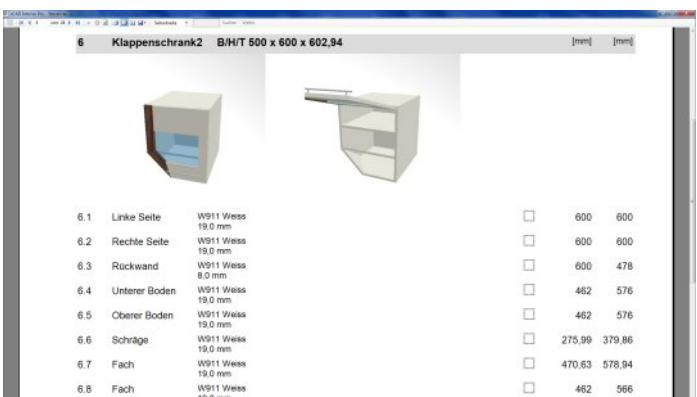 6 Klappenschrank2 B/H/T 500 x 600 x 602,94 [mm] [mm]
6.1 Linke Seite W911 Weiss 600 600
19,0 mm
6.2 Rechte Seite W911 Weiss 600 600
19,0 mm
6.3 Rückwand W911 Weiss 600 478
8,0 mm
6.4 Unterer Boden W911 Weiss 462 576
19,0 mm
6.5 Oberer Boden W911 Weiss 462 576
19,0 mm
6.6 Schräge W911 Weiss 275,99 379,86
19,0 mm
6.7 Fach W911 Weiss 470,63 578,94
19,0 mm
6.8 Fach W911 Weiss 462 566